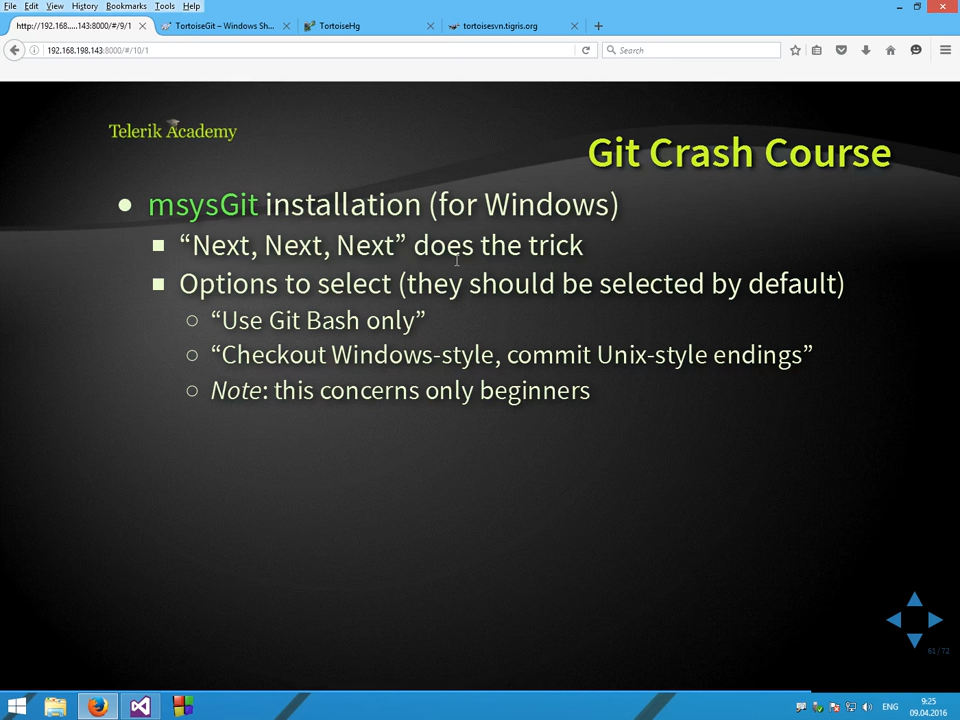 File Edit View History Bookmarks Tools Help
http://192.168.....143:8000/#/9/1
TortoiseGit – Windows Sh...
TortoiseHg
tortoisesvn.tigris.org
192.168.198.143:8000/#/10/1
Search
Telerik Academy
Git Crash Course
msysGit installation (for Windows)
“Next, Next, Next” does the trick
Options to select (they should be selected by default)
“Use Git Bash only”
“Checkout Windows-style, commit Unix-style endings”
Note: this concerns only beginners
61 / 72
ENG
9:25
09.04.2016